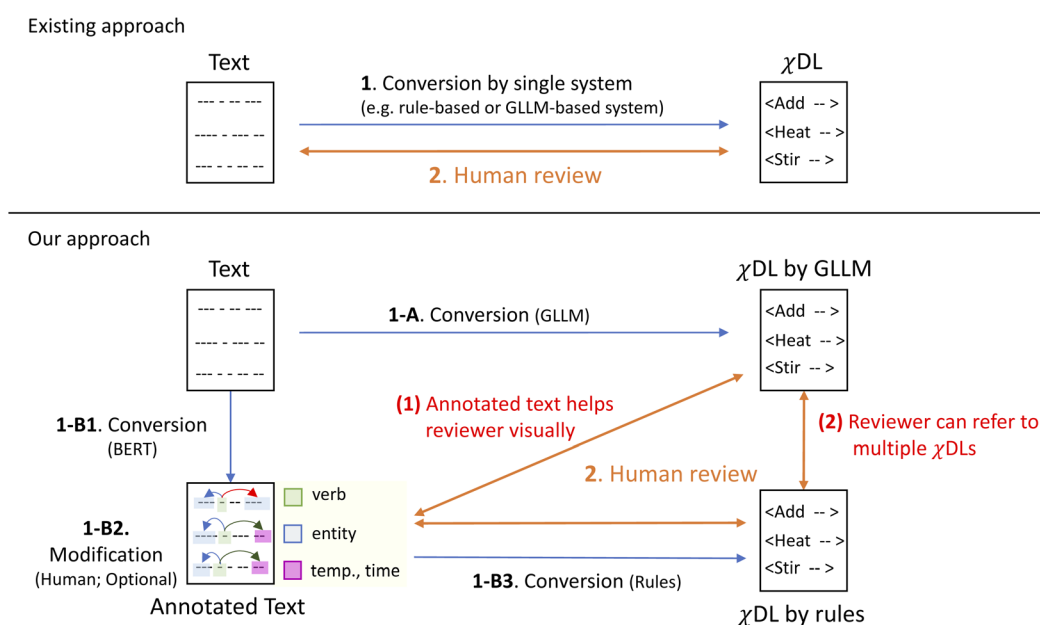 Existing approach
Text
χDL
1. Conversion by single system
(e.g. rule-based or GLLM-based system)
--- - -- ---
---- - - -- --
---- - - -- --
<Add -- >
<Heat -- >
<Stir -- >
2. Human review
Our approach
Text
χDL by GLLM
--- - -- ---
---- - -- ---
---- - -- --
1-A. Conversion (GLLM)
<Add -- >
<Heat -- >
<Stir -- >
(1) Annotated text helps
reviewer visually
(2) Reviewer can refer to
multiple χDLs
1-B1. Conversion
(BERT)
2. Human review
1-B2.
Modification
(Human; Optional)
verb
entity
temp., time
<Add -- >
<Heat -- >
<Stir -- >
1-B3. Conversion (Rules)
Annotated Text
χDL by rules